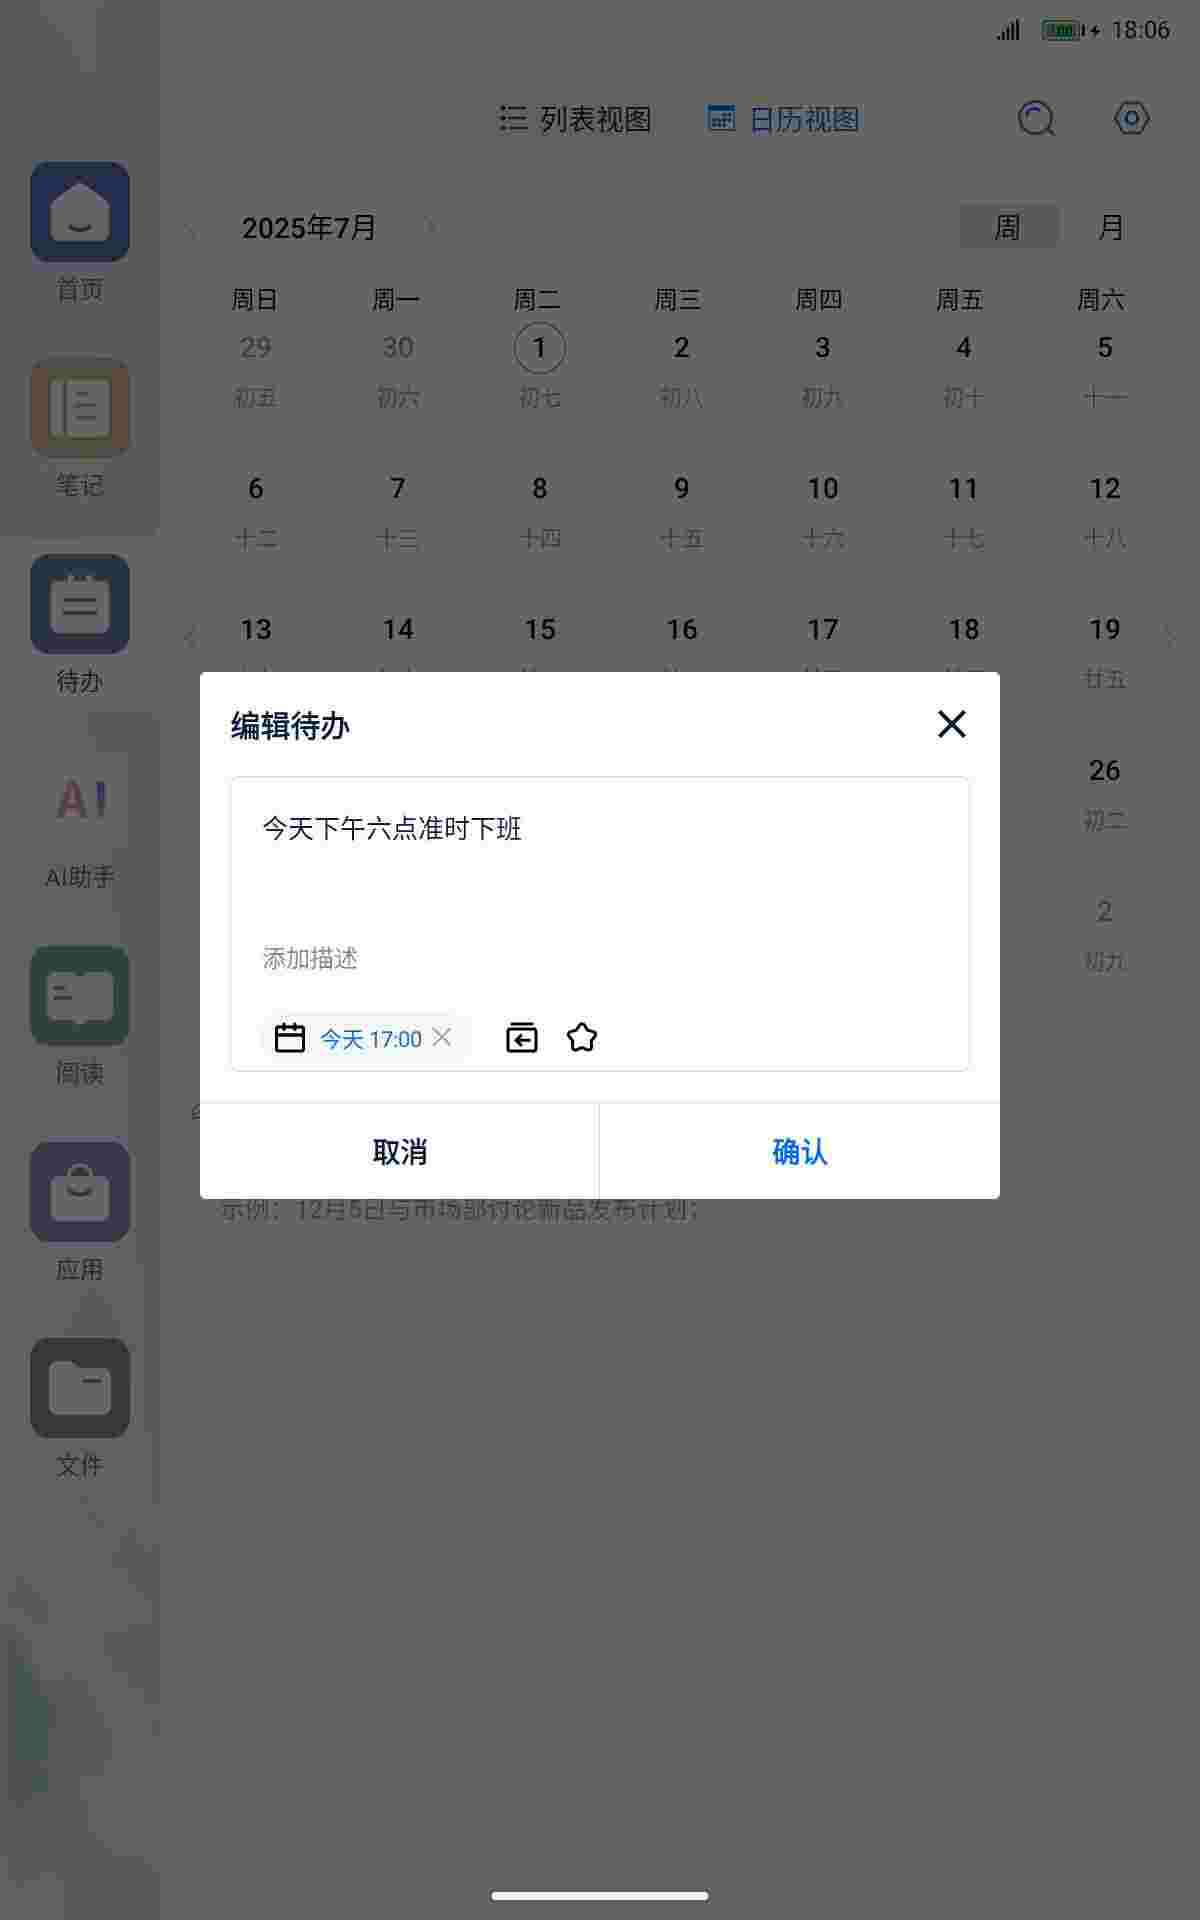 18:06
列表视图 日历视图
首页
笔记
待办
AI
AI助手
阅读
应用
文件
2025年7月 周 月
周日 周一 周二 周三 周四 周五 周六
29 30 1 2 3 4 5
初五 初六 初七 初八 初九 初十 十一
6 7 8 9 10 11 12
十二 十三 十四 十五 十六 十七 十八
13 14 15 16 17 18 19
廿五
26
初二
2
初九
编辑待办
今天下午六点准时下班
添加描述
今天 17:00
取消 确认
示例：12月5日与市场部讨论新品发布计划；